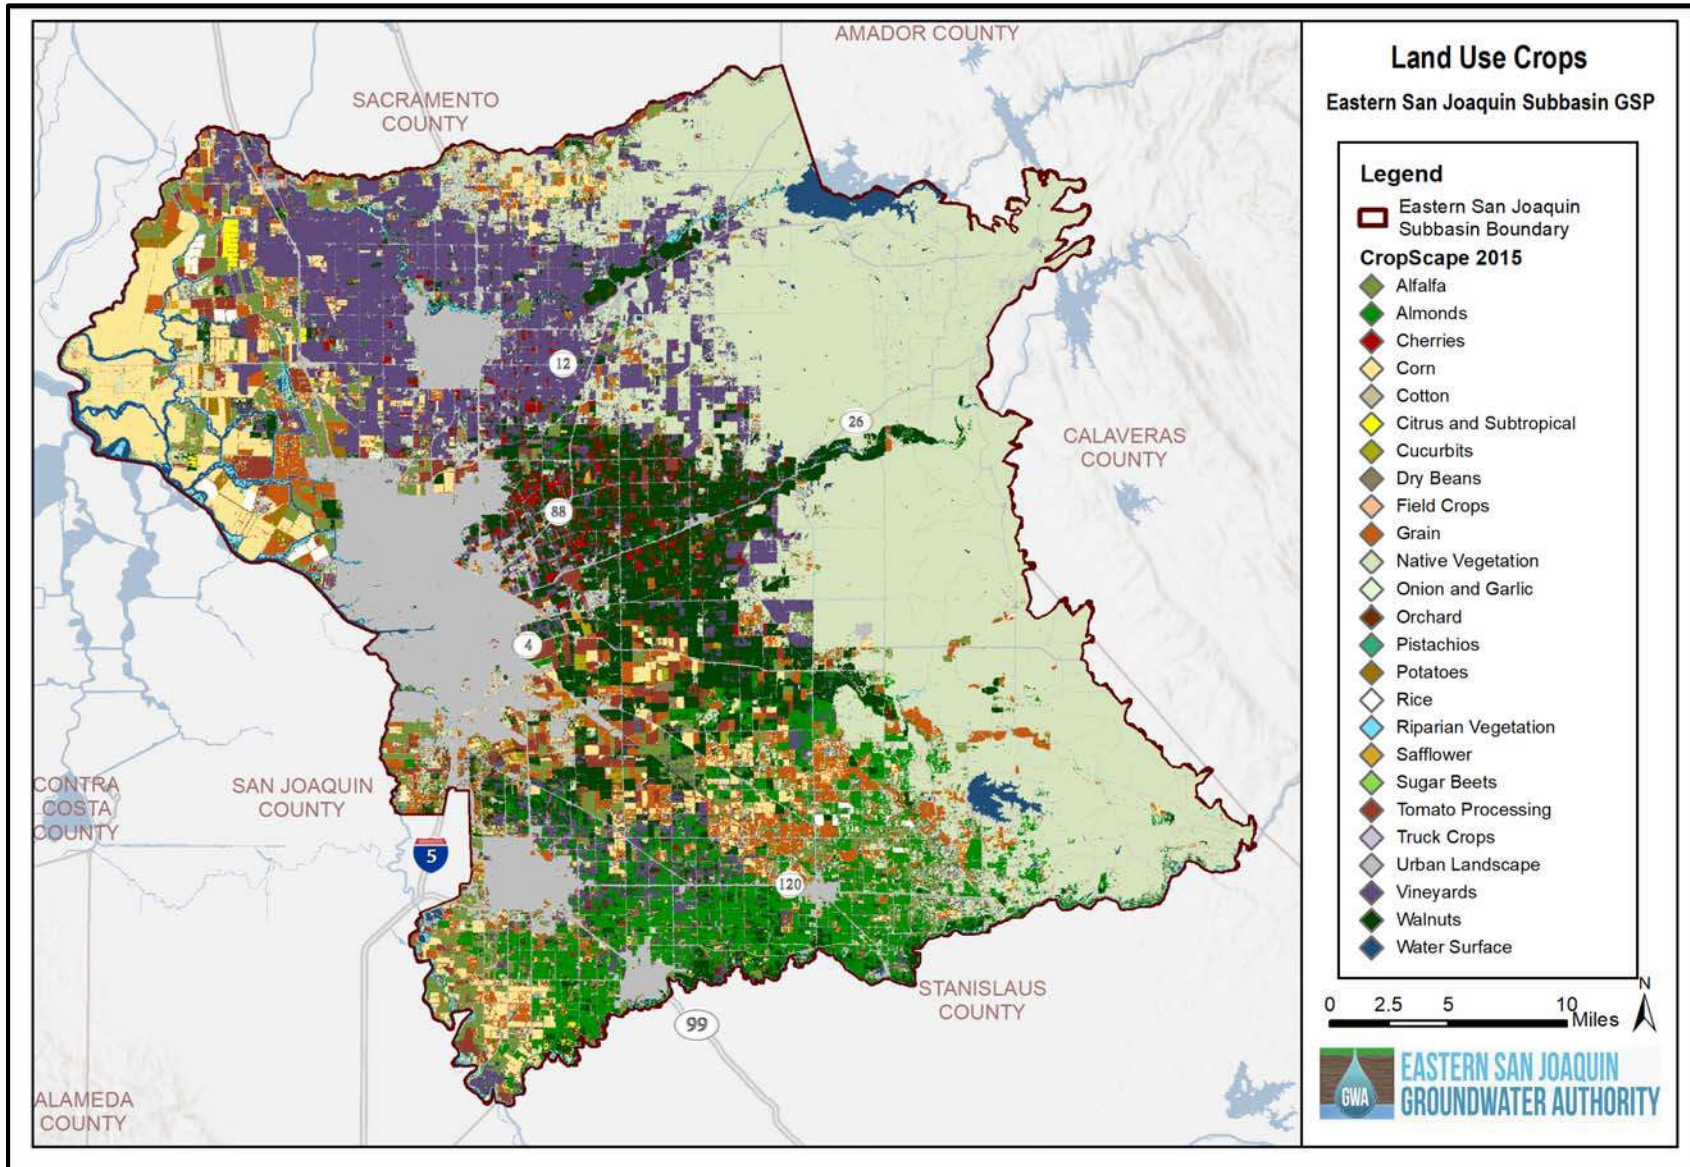 AMADOR COUNTY
SACRAMENTO
COUNTY
12
26
CALAVERAS
COUNTY
88
4
CONTRA
COSTA
COUNTY
SAN JOAQUIN
COUNTY
5
120
STANISLAUS
COUNTY
99
ALAMEDA
COUNTY
Land Use Crops
Eastern San Joaquin Subbasin GSP
Legend
Eastern San Joaquin
Subbasin Boundary
CropScape 2015
Alfalfa
Almonds
Cherries
Corn
Cotton
Citrus and Subtropical
Cucurbits
Dry Beans
Field Crops
Grain
Native Vegetation
Onion and Garlic
Orchard
Pistachios
Potatoes
Rice
Riparian Vegetation
Safflower
Sugar Beets
Tomato Processing
Truck Crops
Urban Landscape
Vineyards
Walnuts
Water Surface
N
0 2.5 5 10
Miles
GWA
EASTERN SAN JOAQUIN
GROUNDWATER AUTHORITY